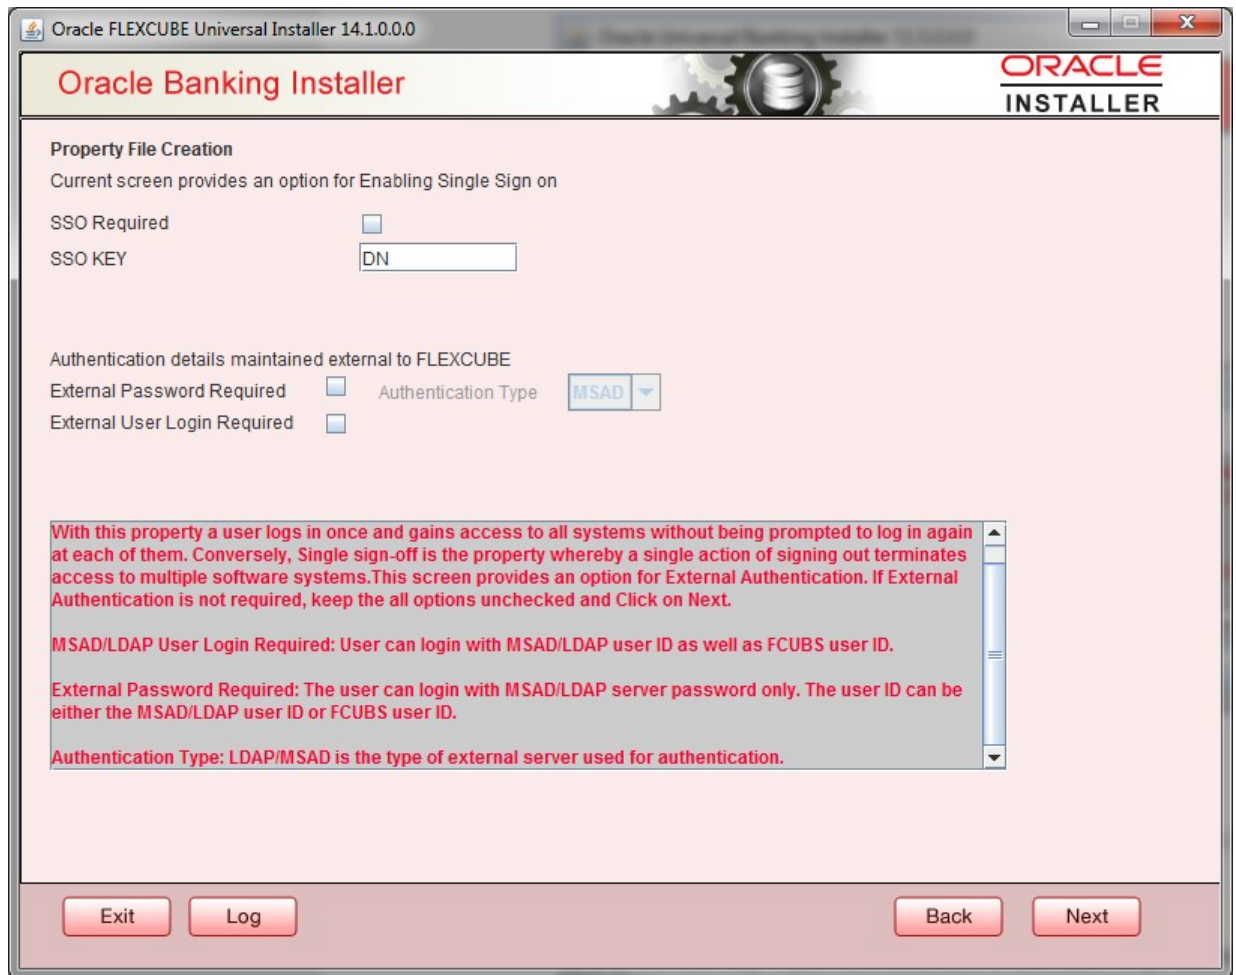 Oracle FLEXCUBE Universal Installer 14.1.0.0.0
Oracle Banking Installer
ORACLE
INSTALLER
Property File Creation
Current screen provides an option for Enabling Single Sign on
SSO Required
SSO KEY DN
Authentication details maintained external to FLEXCUBE
External Password Required Authentication Type MSAD
External User Login Required
With this property a user logs in once and gains access to all systems without being prompted to log in again
at each of them. Conversely, Single sign-off is the property whereby a single action of signing out terminates
access to multiple software systems.This screen provides an option for External Authentication. If External
Authentication is not required, keep the all options unchecked and Click on Next.
MSAD/LDAP User Login Required: User can login with MSAD/LDAP user ID as well as FCUBS user ID.
External Password Required: The user can login with MSAD/LDAP server password only. The user ID can be
either the MSAD/LDAP user ID or FCUBS user ID.
Authentication Type: LDAP/MSAD is the type of external server used for authentication.
Exit Log Back Next